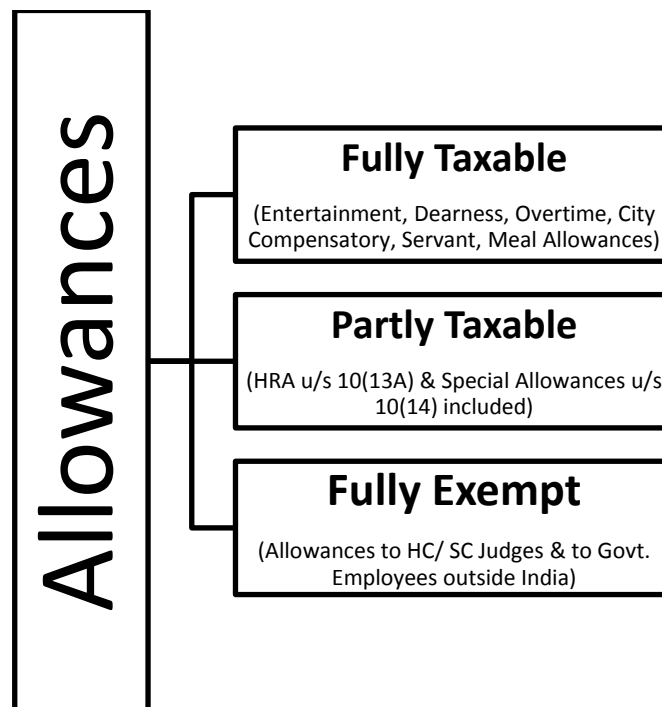 Allowances
Fully Taxable
(Entertainment, Dearness, Overtime, City
Compensatory, Servant, Meal Allowances)
Partly Taxable
(HRA u/s 10(13A) & Special Allowances u/s
10(14) included)
Fully Exempt
(Allowances to HC/ SC Judges & to Govt.
Employees outside India)